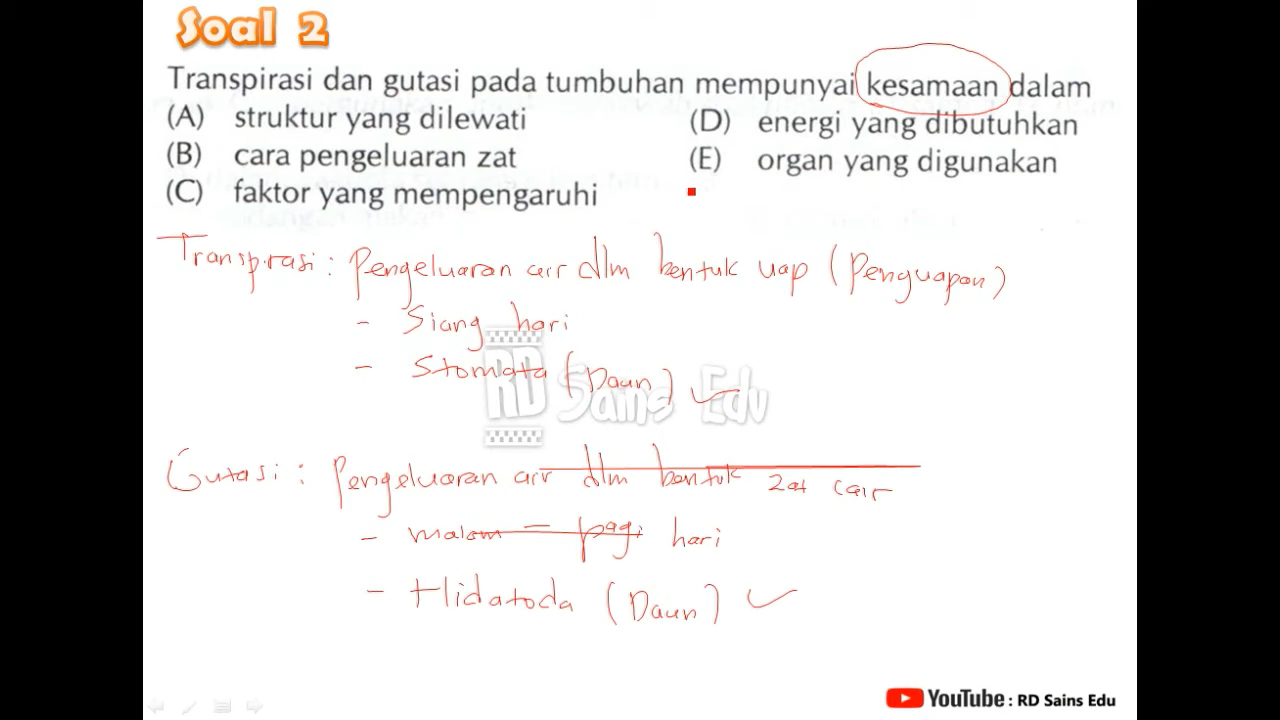 Soal 2
Transpirasi dan gutasi pada tumbuhan mempunyai kesamaan dalam
(A) struktur yang dilewati
(B) cara pengeluaran zat
(C) faktor yang mempengaruhi
(D) energi yang dibutuhkan
(E) organ yang digunakan
Transpirasi : Pengeluaran air dlm bentuk uap (Penguapan)
- Siang hari
- Stomata (Daun)
RD Sains Edu
Gutasi : Pengeluaran air dlm bentuk zat cair
- malam - pagi hari
- Hidatoda (Daun)
YouTube : RD Sains Edu